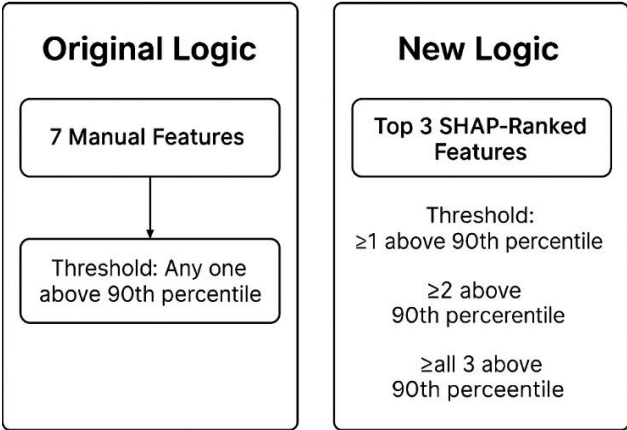 Original Logic
7 Manual Features
Threshold: Any one
above 90th percentile
New Logic
Top 3 SHAP-Ranked
Features
Threshold:
≥1 above 90th percentile
≥2 above
90th percerentile
≥all 3 above
90th perceentile